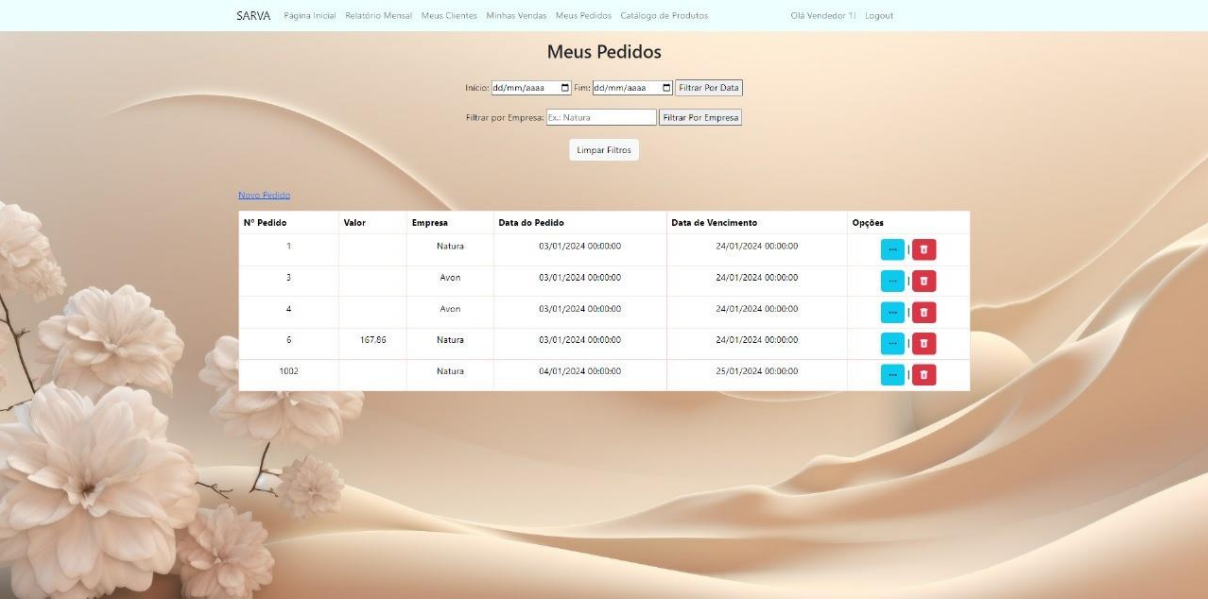 SARVA Página Inicial Relatório Mensal Meus Clientes Minhas Vendas Meus Pedidos Catálogo de Produtos Olá Vendedor 1! Logout
Meus Pedidos
Início: dd/mm/aaaa Fim: dd/mm/aaaa Filtrar Por Data
Filtrar por Empresa: Ex.: Natura Filtrar Por Empresa
Limpar Filtros
Novo Pedido
Nº Pedido Valor Empresa Data do Pedido Data de Vencimento Opções
1 Natura 03/01/2024 00:00:00 24/01/2024 00:00:00 ... |
3 Avon 03/01/2024 00:00:00 24/01/2024 00:00:00 ... |
4 Avon 03/01/2024 00:00:00 24/01/2024 00:00:00 ... |
6 167,86 Natura 03/01/2024 00:00:00 24/01/2024 00:00:00 ... |
1002 Natura 04/01/2024 00:00:00 25/01/2024 00:00:00 ... |